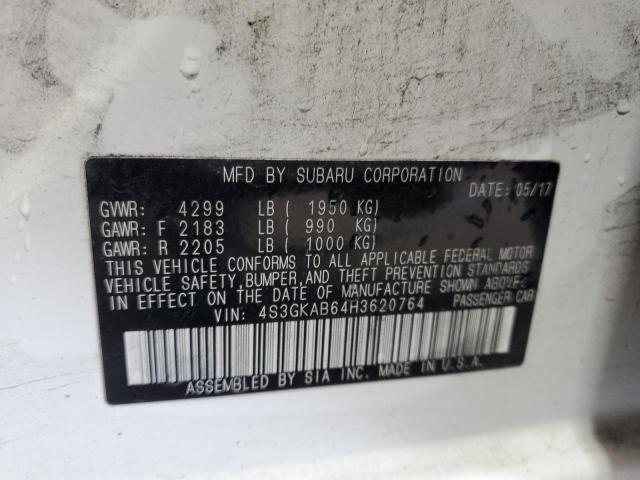 MFD BY SUBARU CORPORATION
DATE: 05/17
GVWR: 4299 LB ( 1950 KG)
GAWR: F 2183 LB ( 990 KG)
GAWR: R 2205 LB ( 1000 KG)
THIS VEHICLE CONFORMS TO ALL APPLICABLE FEDERAL MOTOR
VEHICLE SAFETY, BUMPER, AND THEFT PREVENTION STANDARDS
IN EFFECT ON THE DATE OF MANUFACTURE SHOWN ABOVE.
VIN: 4S3GKAB64H3620764 PASSENGER CAR
ASSEMBLED BY SIA INC. MADE IN U.S.A.